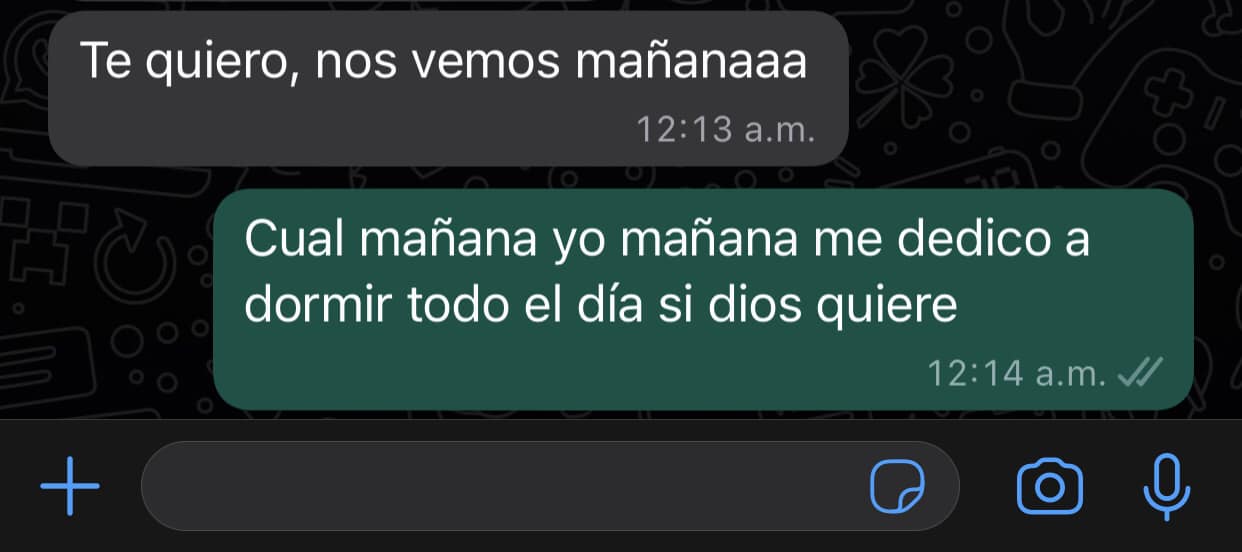 Te quiero, nos vemos mañanaaa
12:13 a.m.
Cual mañana yo mañana me dedico a
dormir todo el día si dios quiere
12:14 a.m.